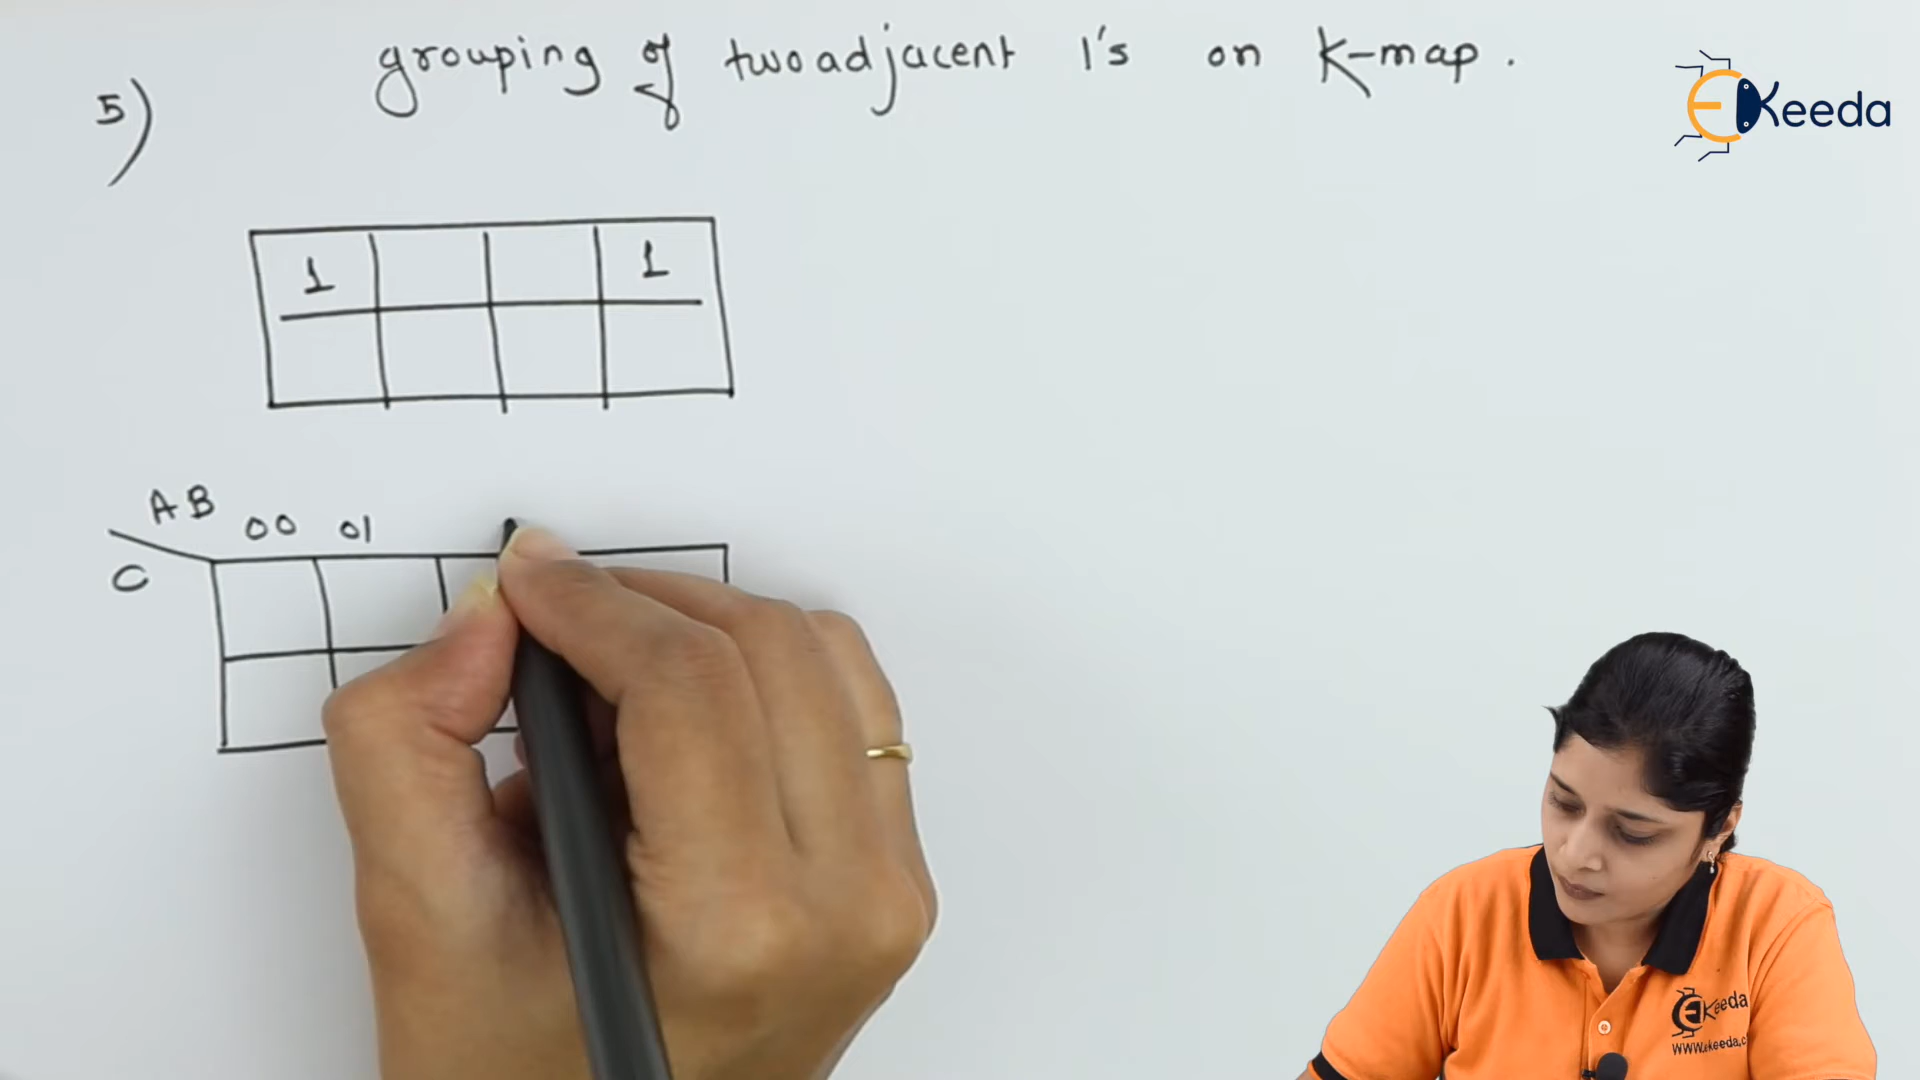 grouping of two adjacent 1's on K-map.
5)
EKeeda
1 1
AB 00 01
C
EKeeda
www.ekeeda.c